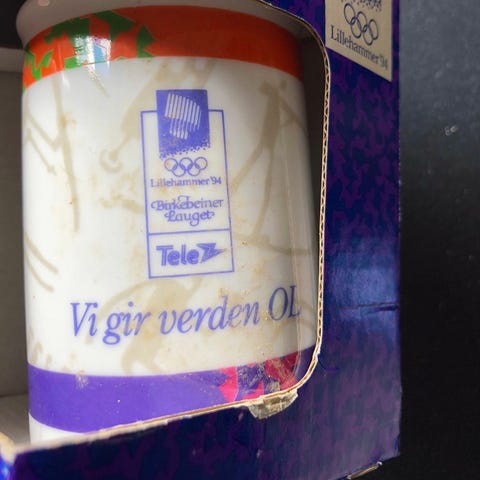 Lillehammer'94
Lillehammer'94
Birkebeiner
Lauget
Tele
Vi gir verden OL